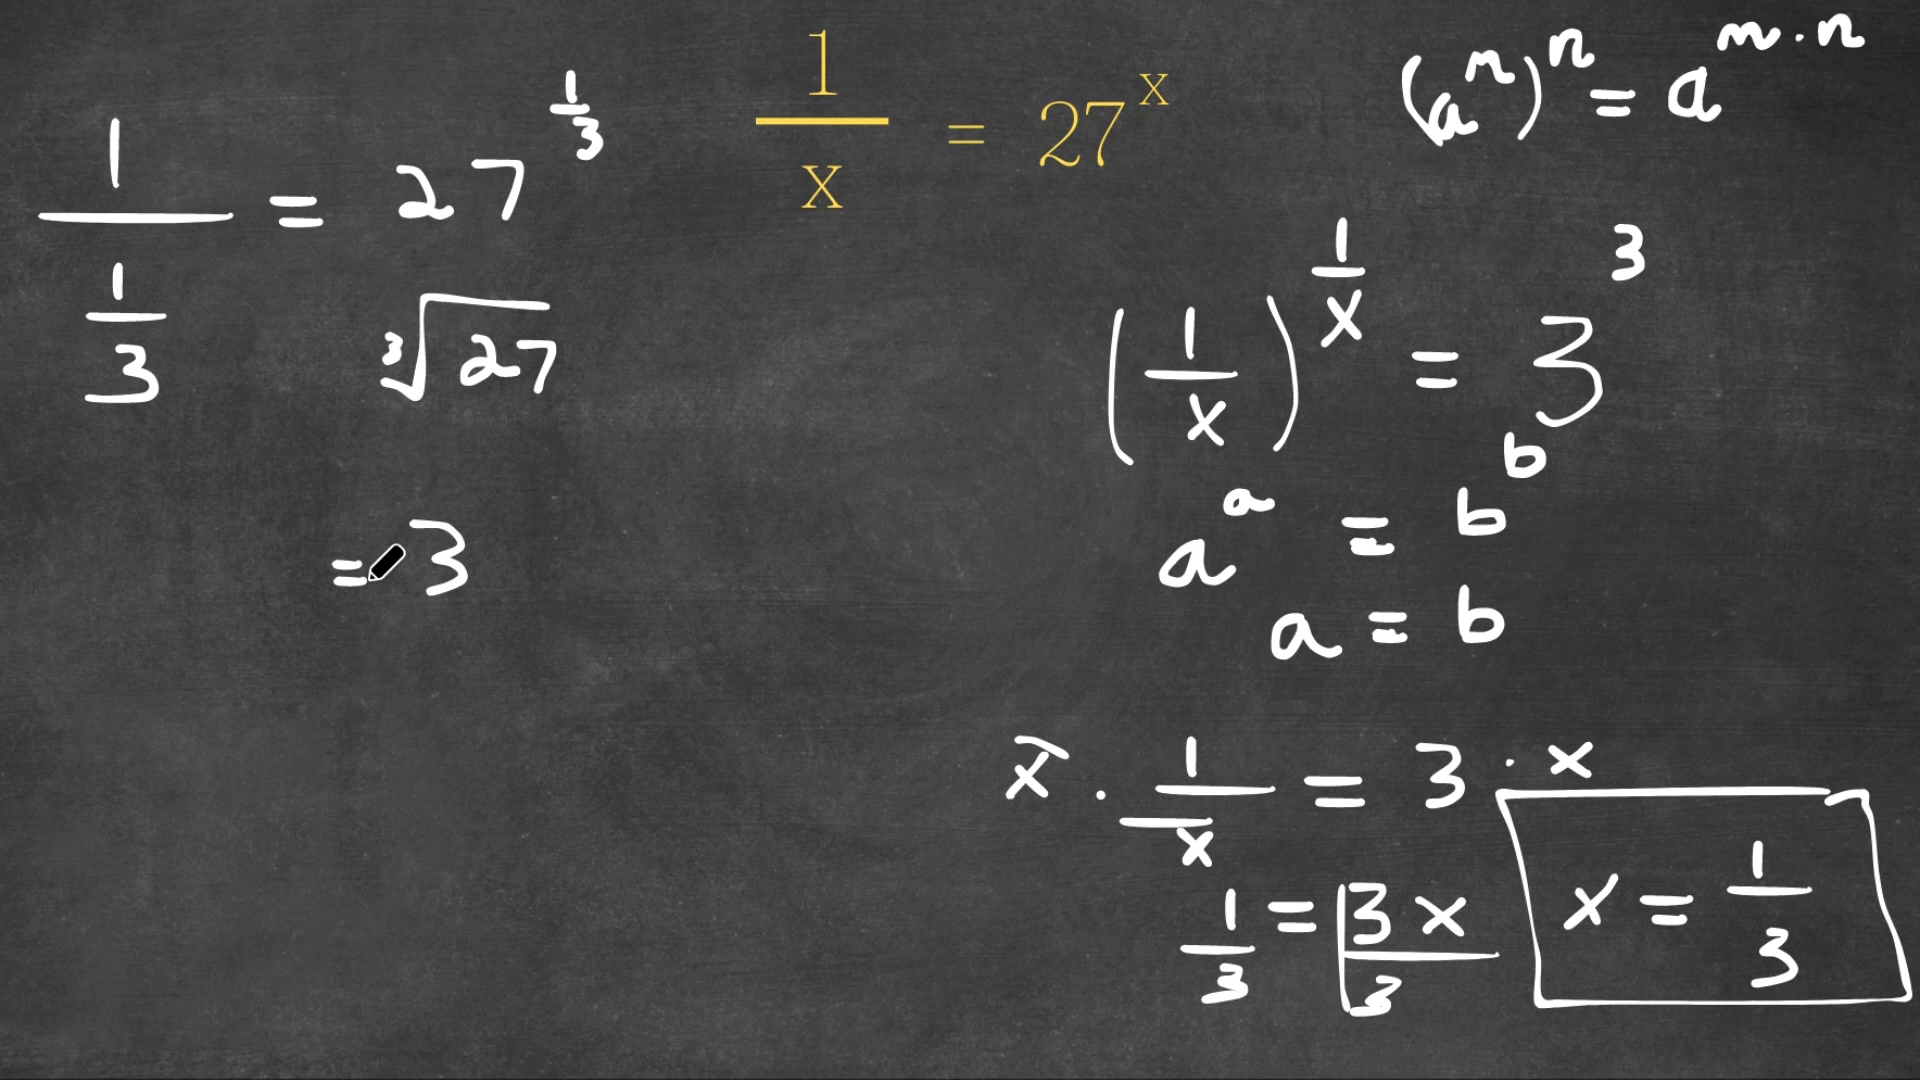 1/x = 27^x
(a^m)^n = a^{m·n}
1/(1/3) = 27^{1/3}
∛27
= 3
(1/x)^{1/x} = 3^3
a^a = b^b
a = b
x · 1/x = 3 · x
1/3 = 3x/3
x = 1/3